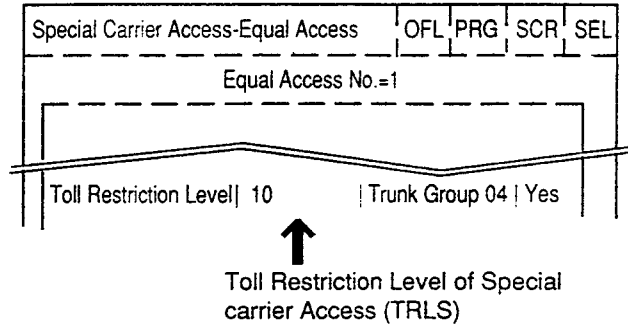 Special Carrier Access-Equal Access OFL PRG SCR SEL
Equal Access No.=1
Toll Restriction Level| 10 | Trunk Group 04 | Yes
Toll Restriction Level of Special
carrier Access (TRLS)